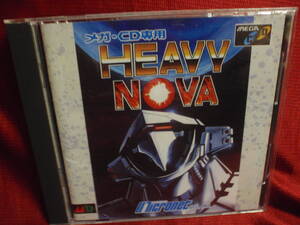 メガ-CD専用
MEGA
HEAVY
NOVA
Micronet